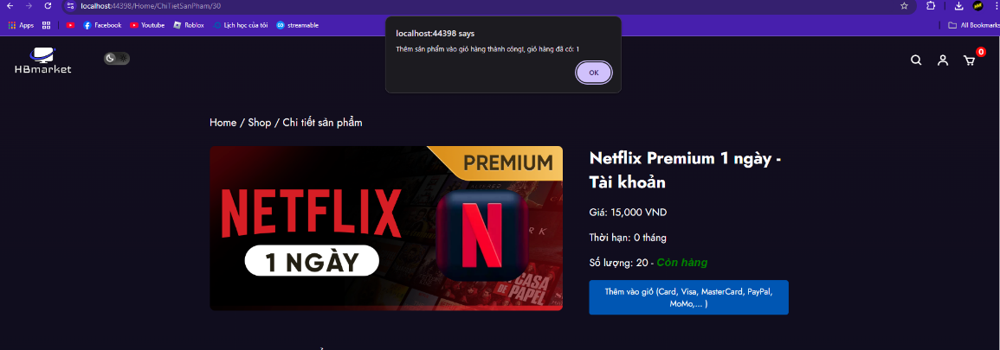 localhost:44398/Home/ChiTietSanPham/30
Apps
Facebook
Youtube
Roblox
Lịch học của tôi
streamable
All Bookmarks
localhost:44398 says
Thêm sản phẩm vào giỏ hàng thành công!, giỏ hàng đã có: 1
OK
HBmarket
0
Home / Shop / Chi tiết sản phẩm
PREMIUM
NETFLIX
1 NGÀY
N
CASA
DE
PAPEL
Netflix Premium 1 ngày -
Tài khoản
Giá: 15,000 VND
Thời hạn: 0 tháng
Số lượng: 20 - Còn hàng
Thêm vào giỏ (Card, Visa, MasterCard, PayPal,
MoMo,... )